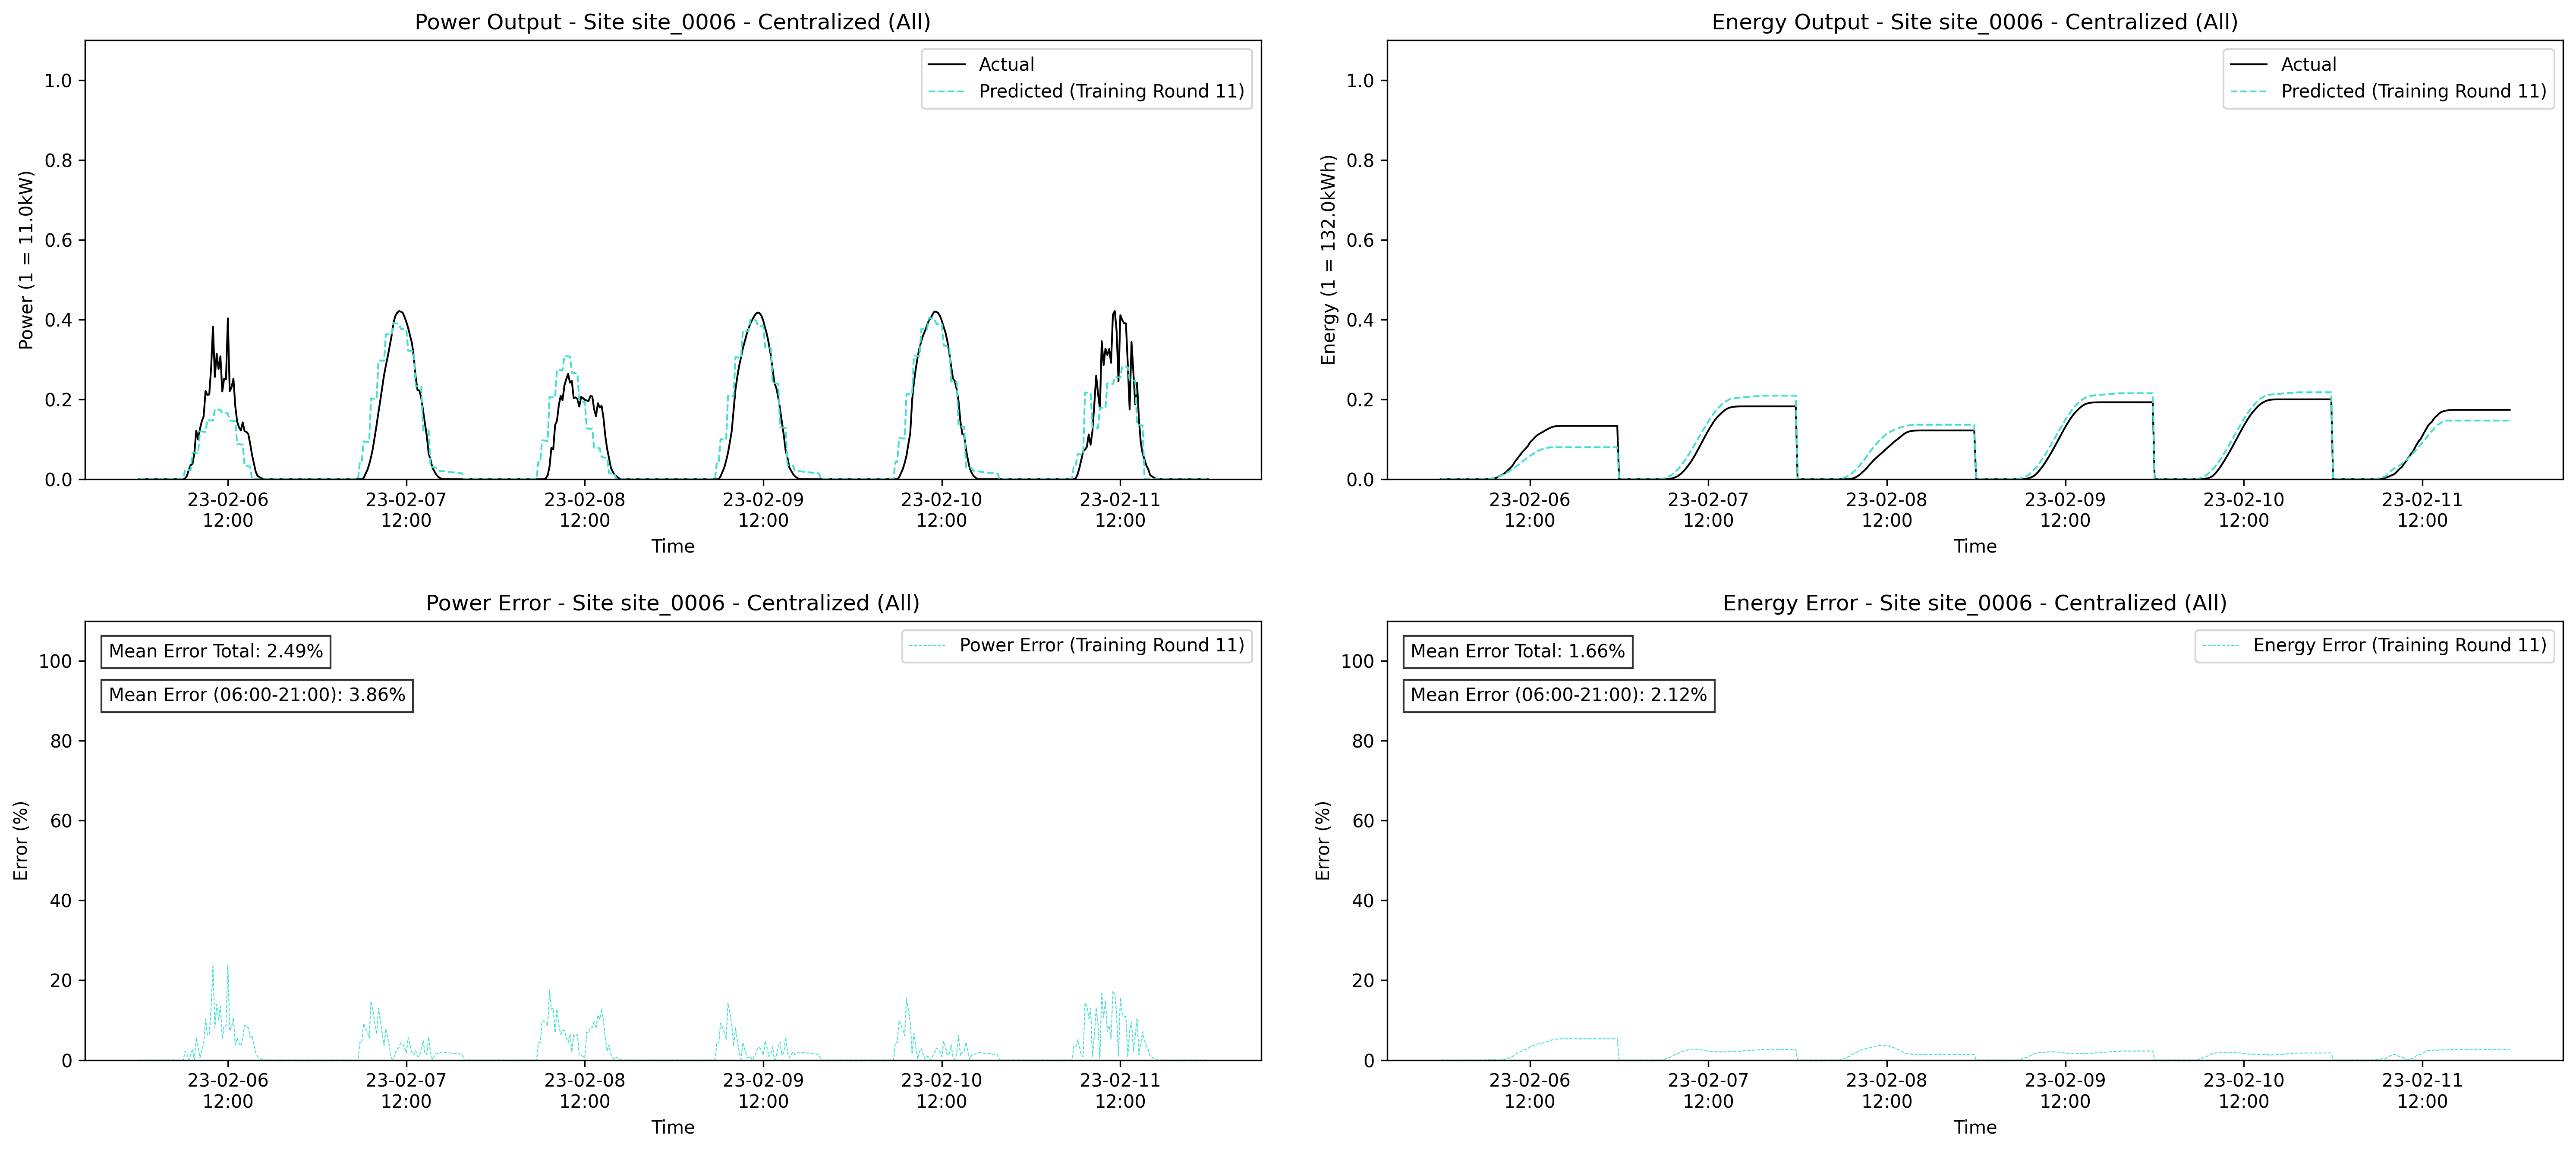 Power Output - Site site_0006 - Centralized (All)
Power (1 = 11.0kW)
1.0
0.8
0.6
0.4
0.2
0.0
Actual
Predicted (Training Round 11)
23-02-06 23-02-07 23-02-08 23-02-09 23-02-10 23-02-11
12:00 12:00 12:00 12:00 12:00 12:00
Time
Energy Output - Site site_0006 - Centralized (All)
Energy (1 = 132.0kWh)
1.0
0.8
0.6
0.4
0.2
0.0
Actual
Predicted (Training Round 11)
23-02-06 23-02-07 23-02-08 23-02-09 23-02-10 23-02-11
12:00 12:00 12:00 12:00 12:00 12:00
Time
Power Error - Site site_0006 - Centralized (All)
Error (%)
100
80
60
40
20
0
Mean Error Total: 2.49%
Mean Error (06:00-21:00): 3.86%
Power Error (Training Round 11)
23-02-06 23-02-07 23-02-08 23-02-09 23-02-10 23-02-11
12:00 12:00 12:00 12:00 12:00 12:00
Time
Energy Error - Site site_0006 - Centralized (All)
Error (%)
100
80
60
40
20
0
Mean Error Total: 1.66%
Mean Error (06:00-21:00): 2.12%
Energy Error (Training Round 11)
23-02-06 23-02-07 23-02-08 23-02-09 23-02-10 23-02-11
12:00 12:00 12:00 12:00 12:00 12:00
Time